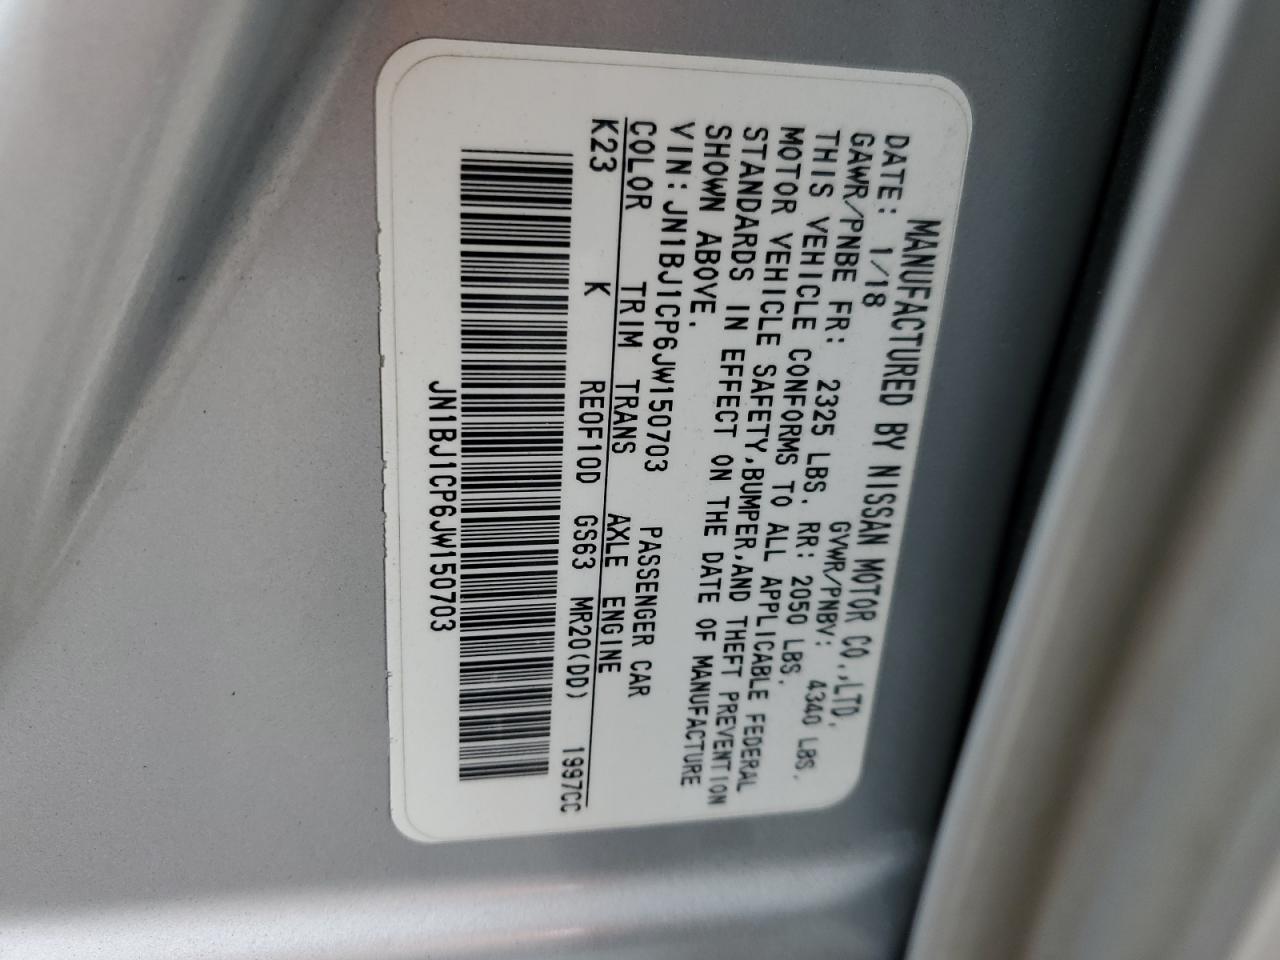 MANUFACTURED BY NISSAN MOTOR CO.,LTD.
DATE: 1/18 GVWR/PNBV: 4340 LBS.
GAWR/PNBE FR: 2325 LBS. RR: 2050 LBS.
THIS VEHICLE CONFORMS TO ALL APPLICABLE FEDERAL
MOTOR VEHICLE SAFETY,BUMPER,AND THEFT PREVENTION
STANDARDS IN EFFECT ON THE DATE OF MANUFACTURE
SHOWN ABOVE.
VIN: JN1BJ1CP6JW150703 PASSENGER CAR
COLOR TRIM TRANS AXLE ENGINE
K23 K RE0F10D GS63 MR20(DD) 1997CC
JN1BJ1CP6JW150703